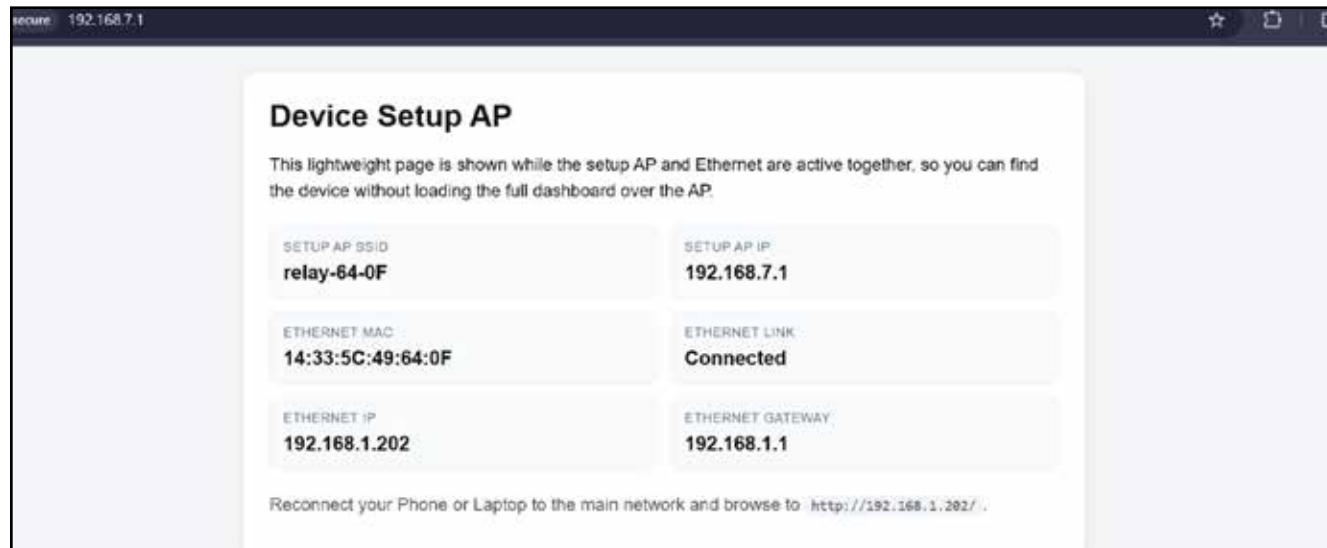 secure 192.168.7.1
Device Setup AP
This lightweight page is shown while the setup AP and Ethernet are active together, so you can find
the device without loading the full dashboard over the AP.
SETUP AP SSID
relay-64-0F
SETUP AP IP
192.168.7.1
ETHERNET MAC
14:33:5C:49:64:0F
ETHERNET LINK
Connected
ETHERNET IP
192.168.1.202
ETHERNET GATEWAY
192.168.1.1
Reconnect your Phone or Laptop to the main network and browse to http://192.168.1.202/ .